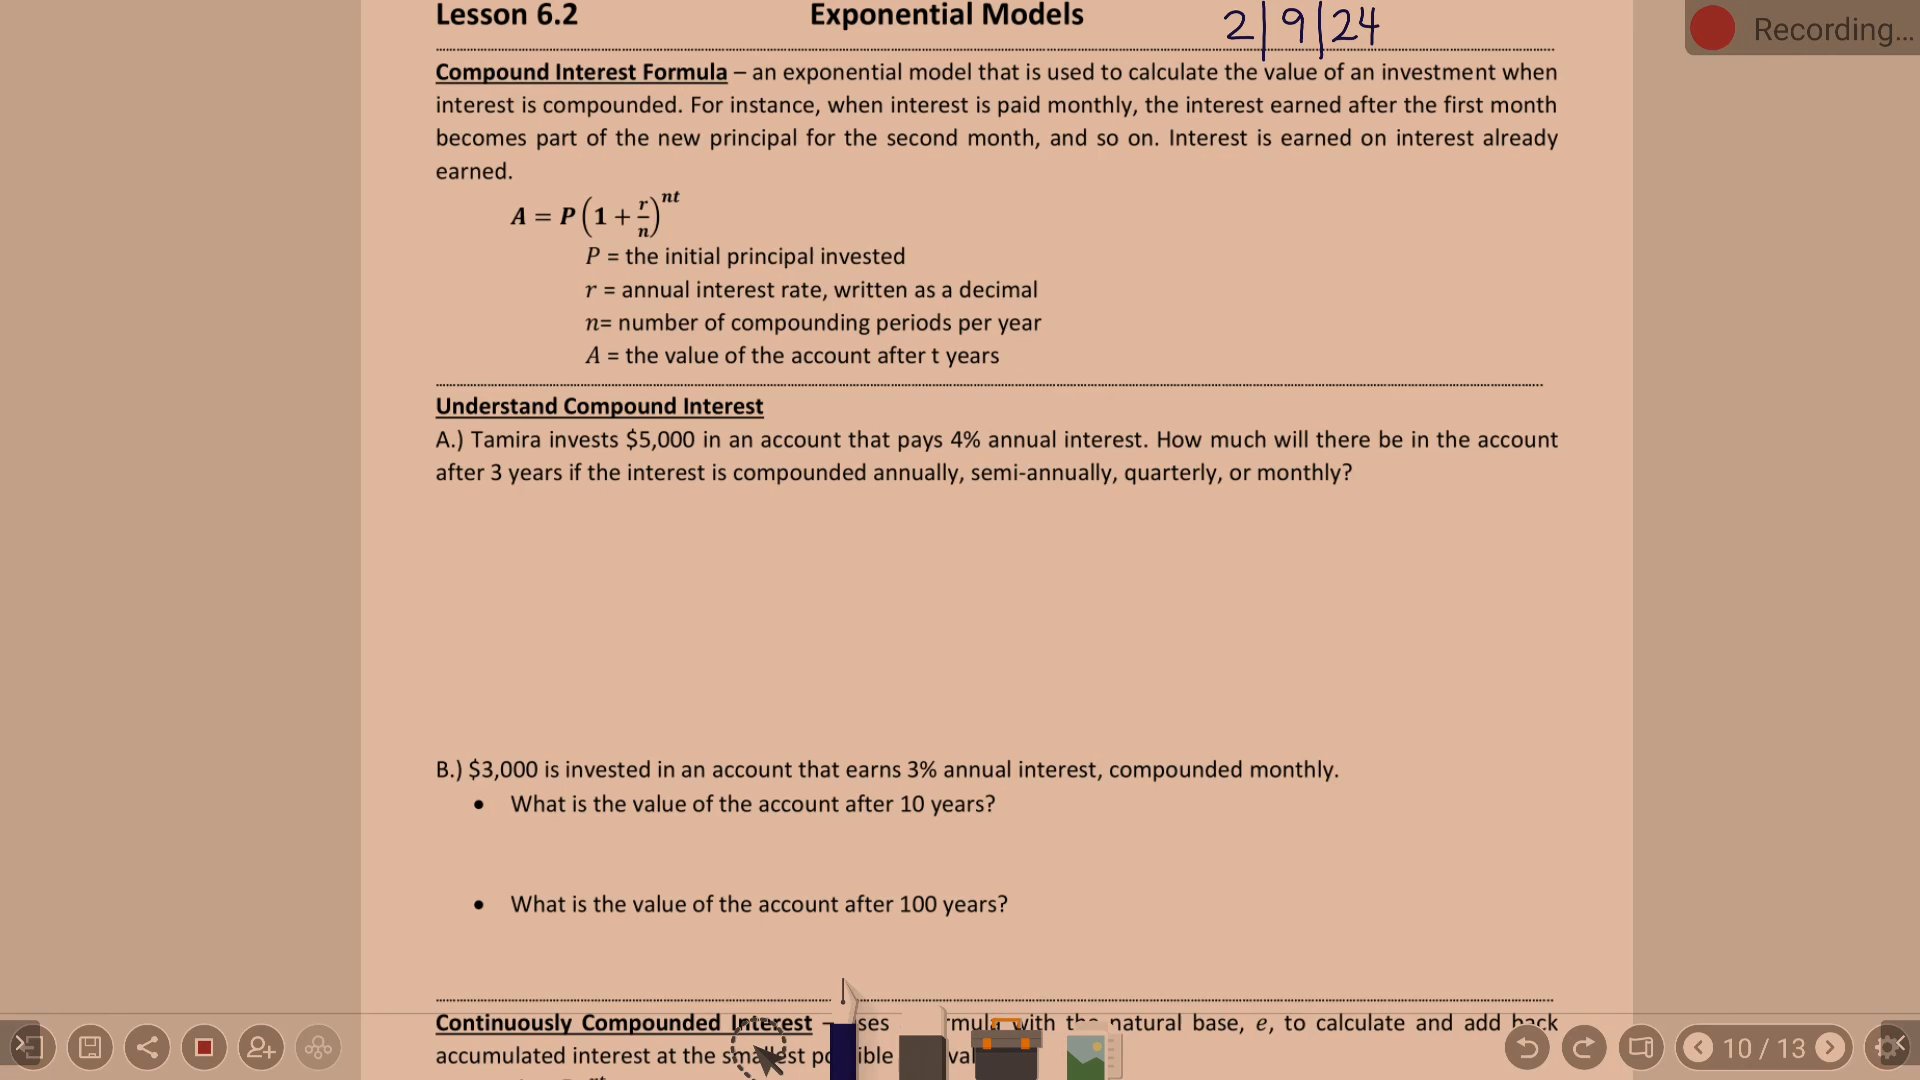 Lesson 6.2 Exponential Models 2|9|24
Recording...
Compound Interest Formula – an exponential model that is used to calculate the value of an investment when
interest is compounded. For instance, when interest is paid monthly, the interest earned after the first month
becomes part of the new principal for the second month, and so on. Interest is earned on interest already
earned.
A = P(1 + r/n)^nt
P = the initial principal invested
r = annual interest rate, written as a decimal
n= number of compounding periods per year
A = the value of the account after t years
Understand Compound Interest
A.) Tamira invests $5,000 in an account that pays 4% annual interest. How much will there be in the account
after 3 years if the interest is compounded annually, semi-annually, quarterly, or monthly?
B.) $3,000 is invested in an account that earns 3% annual interest, compounded monthly.
• What is the value of the account after 10 years?
• What is the value of the account after 100 years?
Continuously Compounded Interest – with natural base, e, to calculate and add back
accumulated interest at the smallest
10 / 13